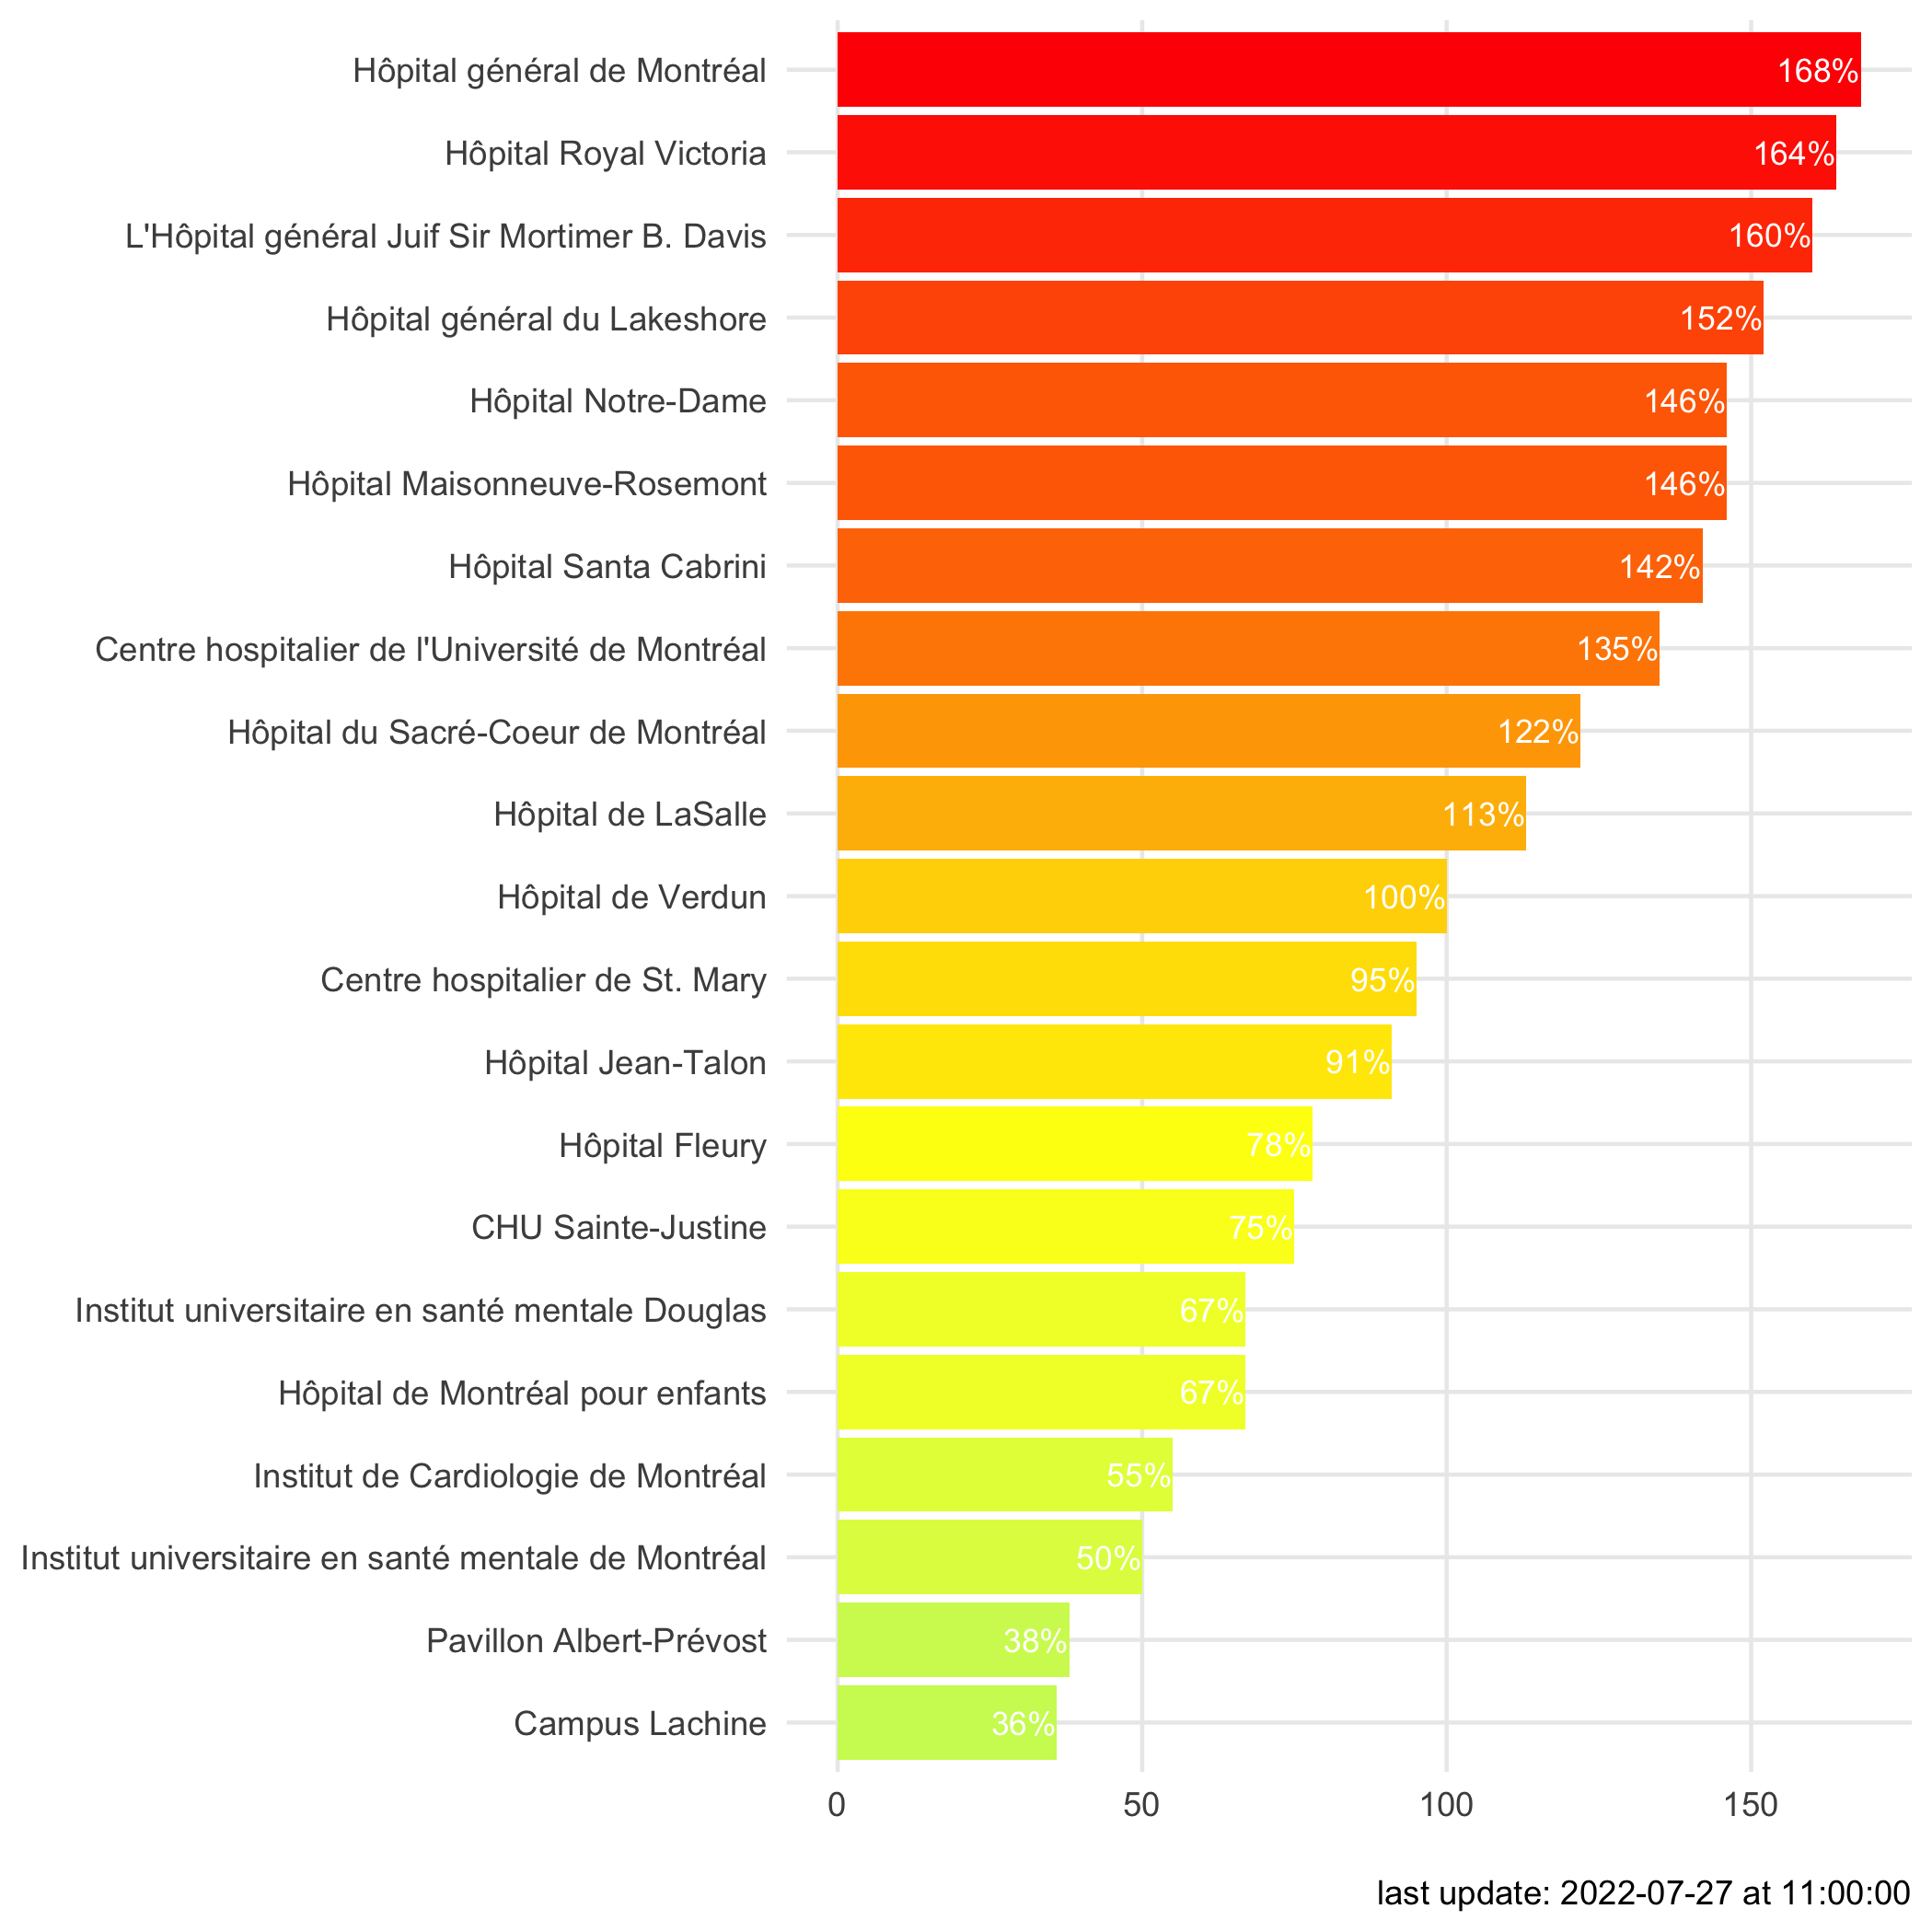 Hôpital général de Montréal 168%
Hôpital Royal Victoria 164%
L'Hôpital général Juif Sir Mortimer B. Davis 160%
Hôpital général du Lakeshore 152%
Hôpital Notre-Dame 146%
Hôpital Maisonneuve-Rosemont 146%
Hôpital Santa Cabrini 142%
Centre hospitalier de l'Université de Montréal 135%
Hôpital du Sacré-Coeur de Montréal 122%
Hôpital de LaSalle 113%
Hôpital de Verdun 100%
Centre hospitalier de St. Mary 95%
Hôpital Jean-Talon 91%
Hôpital Fleury 78%
CHU Sainte-Justine 75%
Institut universitaire en santé mentale Douglas 67%
Hôpital de Montréal pour enfants 67%
Institut de Cardiologie de Montréal 55%
Institut universitaire en santé mentale de Montréal 50%
Pavillon Albert-Prévost 38%
Campus Lachine 36%
0 50 100 150
last update: 2022-07-27 at 11:00:00